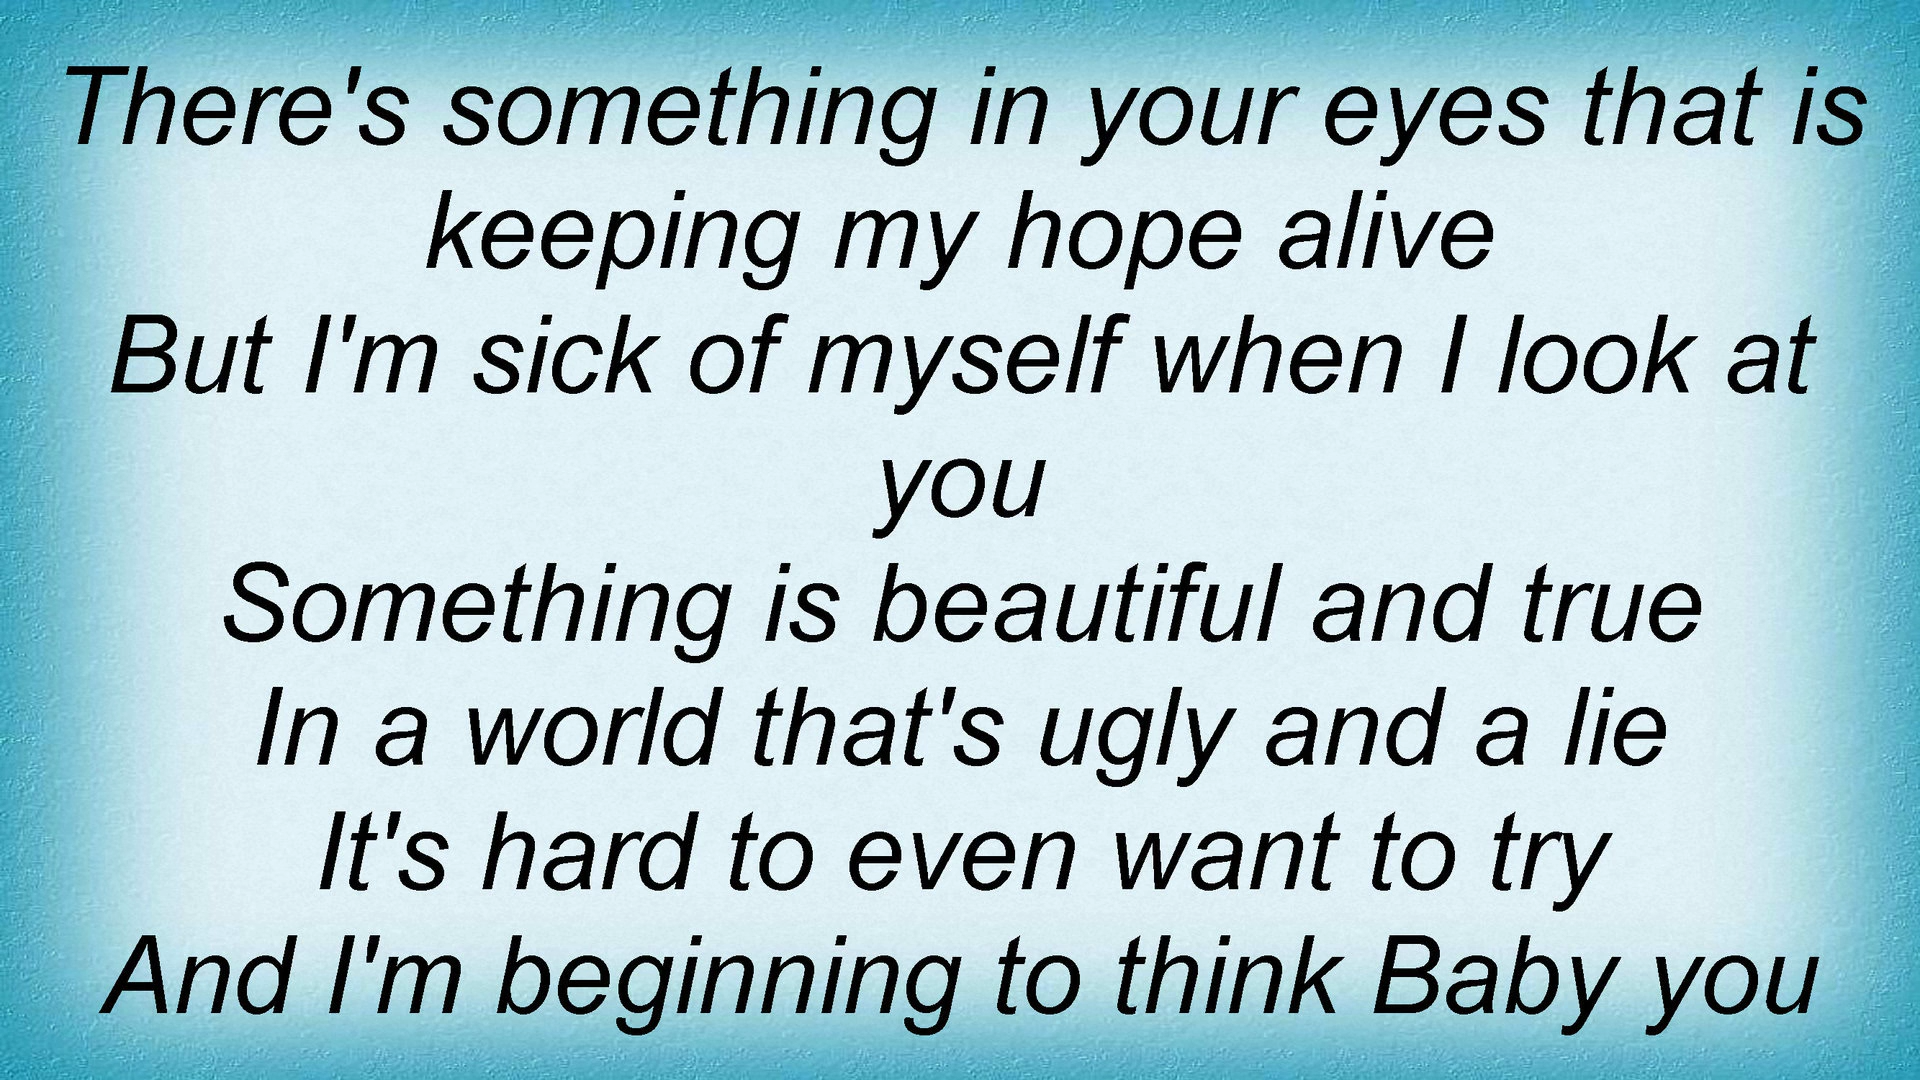 There's something in your eyes that is
keeping my hope alive
But I'm sick of myself when I look at
you
Something is beautiful and true
In a world that's ugly and a lie
It's hard to even want to try
And I'm beginning to think Baby you